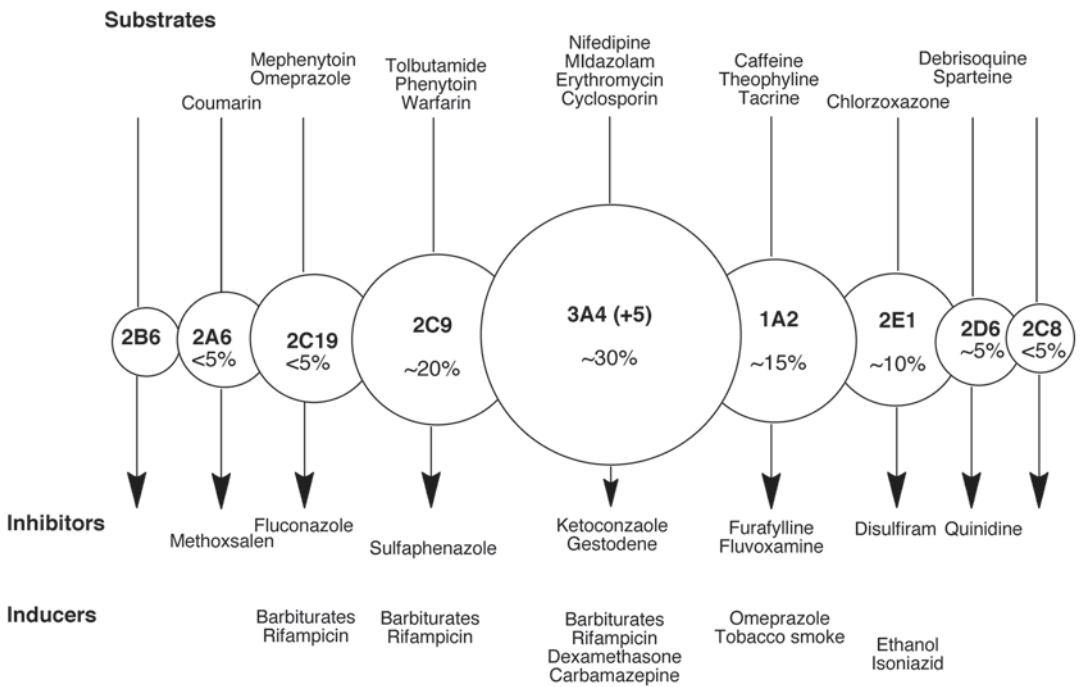 Substrates
Mephenytoin
Omeprazole
Coumarin
Tolbutamide
Phenytoin
Warfarin
Nifedipine
MIdazolam
Erythromycin
Cyclosporin
Caffeine
Theophyline
Tacrine
Chlorzoxazone
Debrisoquine
Sparteine
2B6
2A6
<5%
2C19
<5%
2C9
~20%
3A4 (+5)
~30%
1A2
~15%
2E1
~10%
2D6
~5%
2C8
<5%
Inhibitors
Methoxsalen
Fluconazole
Sulfaphenazole
Ketoconzaole
Gestodene
Furafylline
Fluvoxamine
Disulfiram
Quinidine
Inducers
Barbiturates
Rifampicin
Barbiturates
Rifampicin
Barbiturates
Rifampicin
Dexamethasone
Carbamazepine
Omeprazole
Tobacco smoke
Ethanol
Isoniazid